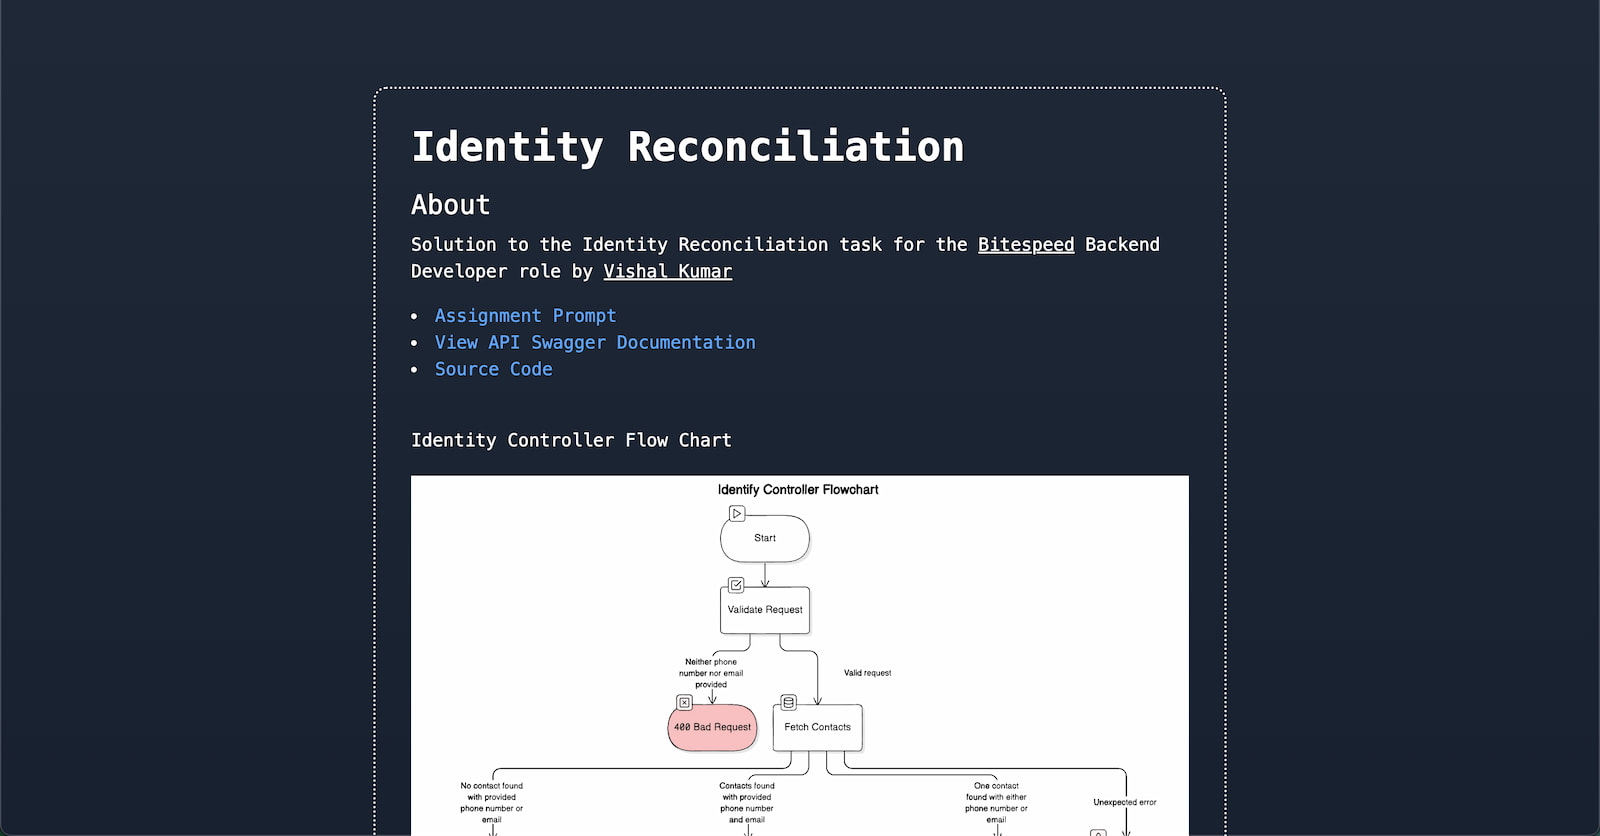 Identity Reconciliation
About
Solution to the Identity Reconciliation task for the Bitespeed Backend
Developer role by Vishal Kumar
Assignment Prompt
View API Swagger Documentation
Source Code
Identity Controller Flow Chart
Identify Controller Flowchart
Start
Validate Request
Neither phone
number nor email
provided
Valid request
400 Bad Request
Fetch Contacts
No contact found
with provided
phone number or
email
Contacts found
with provided
phone number
and email
One contact
found with either
phone number or
email
Unexpected error